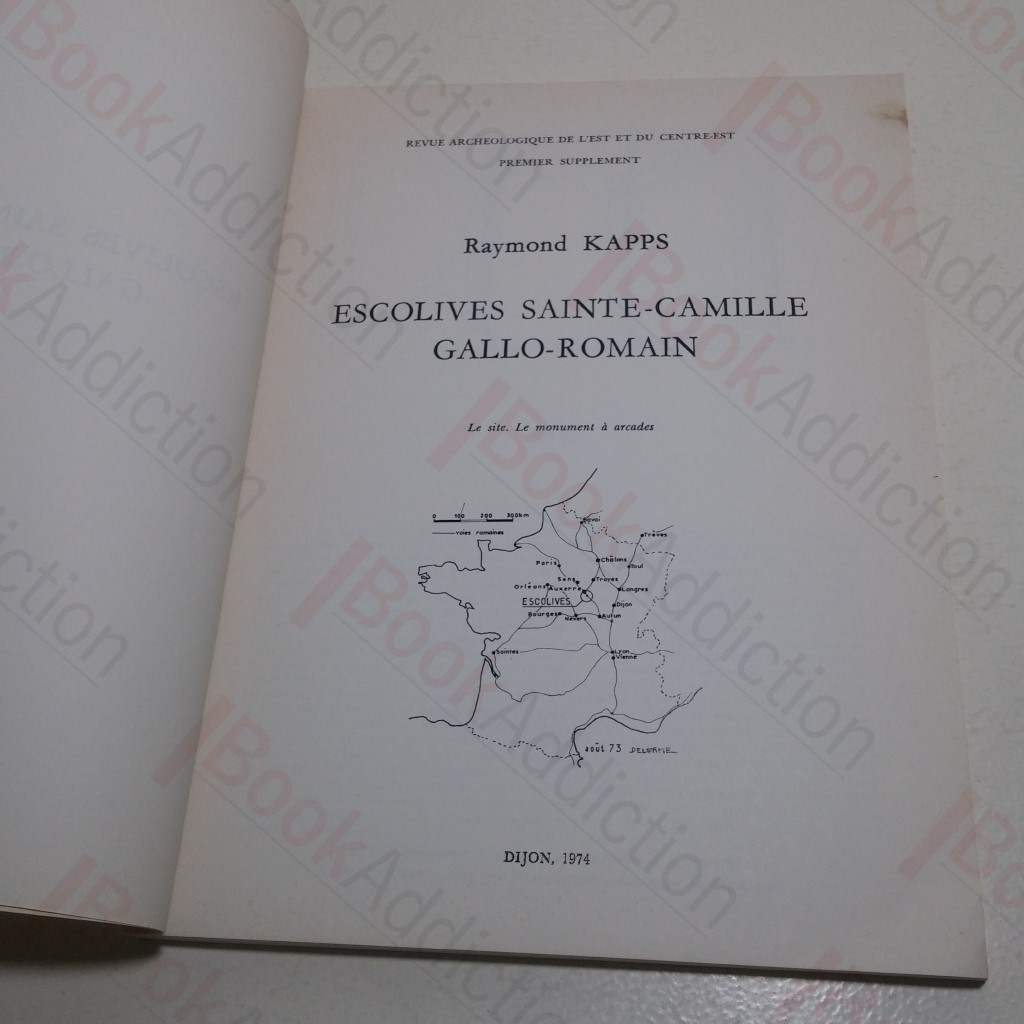 REVUE ARCHEOLOGIQUE DE L'EST ET DU CENTRE-EST
PREMIER SUPPLEMENT
Raymond KAPPS
ESCOLIVES SAINTE-CAMILLE
GALLO-ROMAIN
Le site. Le monument à arcades
0 100 200 300km
voies romaines
Bavai
Trèves
Paris
Châlons
Toul
Sens
Troyes
Orléans
Auxerre
Langres
ESCOLIVES
Dijon
Bourges
Nevers
Autun
Saintes
Lyon
Vienne
août 73 DELORME
DIJON, 1974
BookAddiction